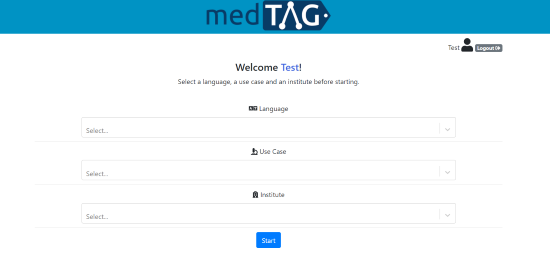 medTAG
Test Logout
Welcome Test!
Select a language, a use case and an institute before starting.
Language
Select...
Use Case
Select...
Institute
Select...
Start